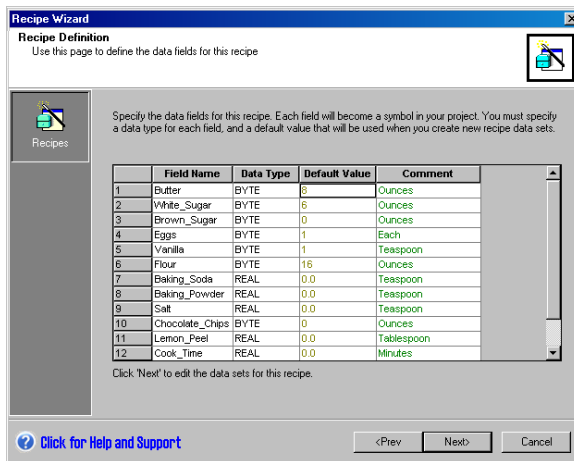 Recipe Wizard
Recipe Definition
Use this page to define the data fields for this recipe
Recipes
Specify the data fields for this recipe. Each field will become a symbol in your project. You must specify
a data type for each field, and a default value that will be used when you create new recipe data sets.
Field Name Data Type Default Value Comment
1 Butter BYTE 8 Ounces
2 White_Sugar BYTE 6 Ounces
3 Brown_Sugar BYTE 0 Ounces
4 Eggs BYTE 1 Each
5 Vanilla BYTE 1 Teaspoon
6 Flour BYTE 16 Ounces
7 Baking_Soda REAL 0.0 Teaspoon
8 Baking_Powder REAL 0.0 Teaspoon
9 Salt REAL 0.0 Teaspoon
10 Chocolate_Chips BYTE 0 Ounces
11 Lemon_Peel REAL 0.0 Tablespoon
12 Cook_Time REAL 0.0 Minutes
Click 'Next' to edit the data sets for this recipe.
? Click for Help and Support <Prev Next> Cancel